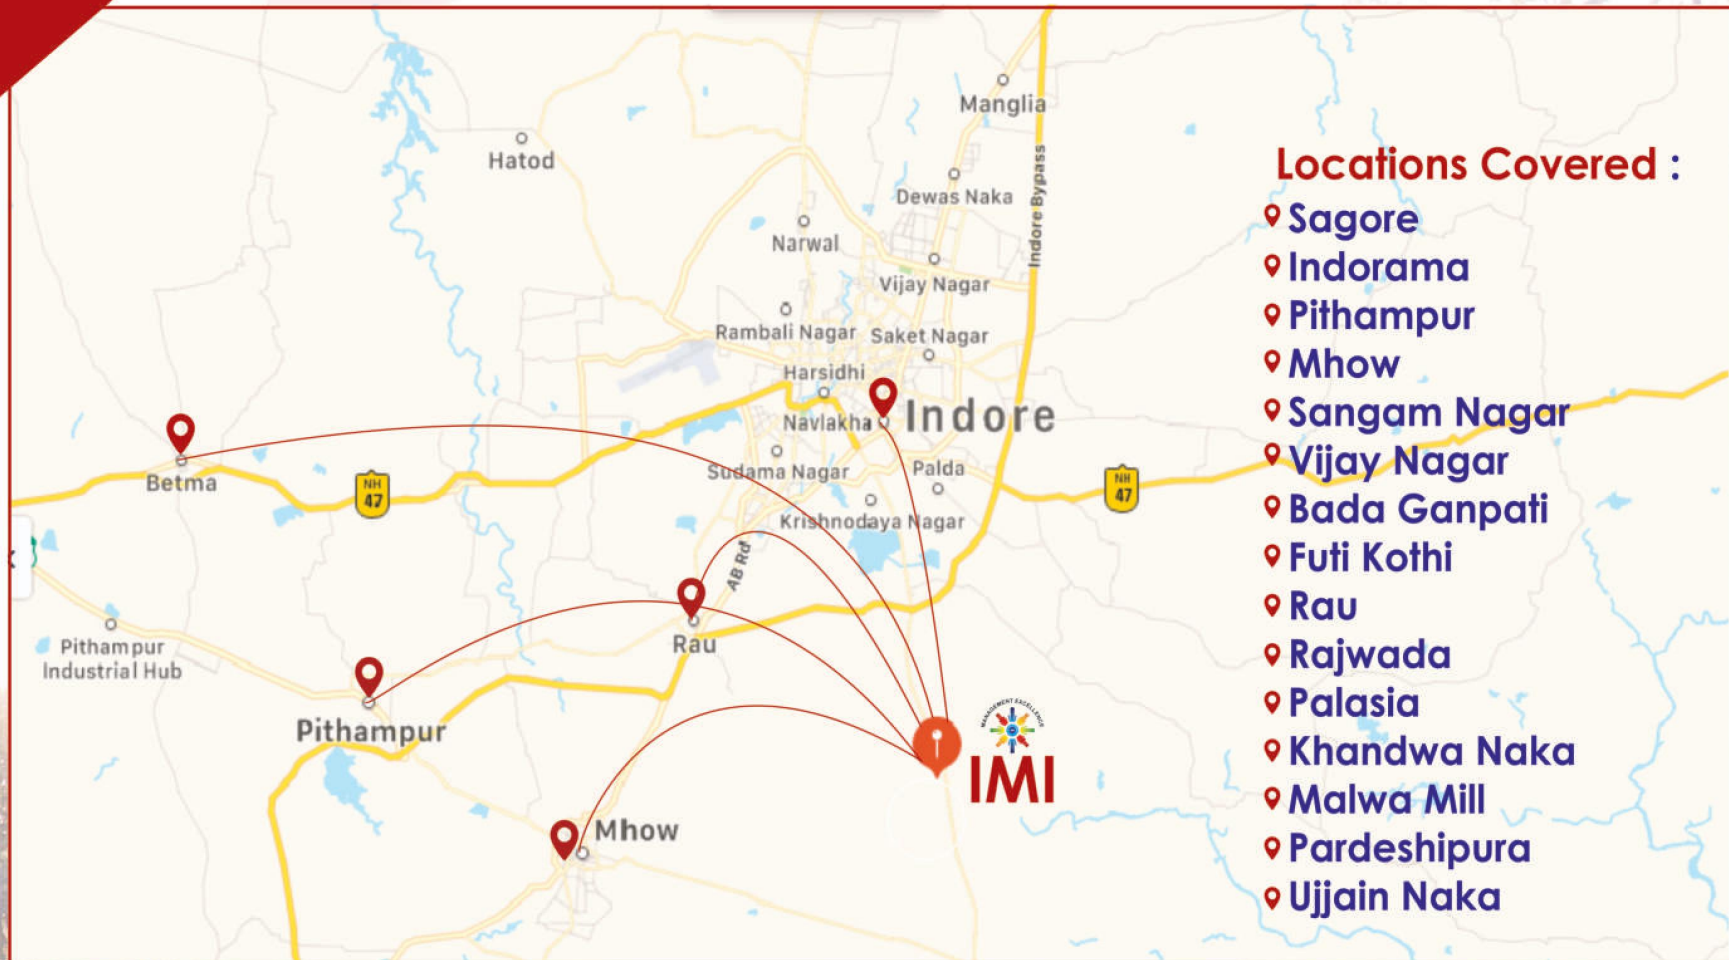 Manglia
Hatod
Dewas Naka
Indore Bypass
Narwal
Vijay Nagar
Rambali Nagar
Saket Nagar
Harsidhi
Navlakha
Indore
Sudama Nagar
Palda
Krishnodaya Nagar
Betma
NH
47
NH
47
AB Rd
Rau
Pithampur
Industrial Hub
Pithampur
Mhow
MANAGEMENT EXCELLENCE
IMI
Locations Covered :
Sagore
Indorama
Pithampur
Mhow
Sangam Nagar
Vijay Nagar
Bada Ganpati
Futi Kothi
Rau
Rajwada
Palasia
Khandwa Naka
Malwa Mill
Pardeshipura
Ujjain Naka